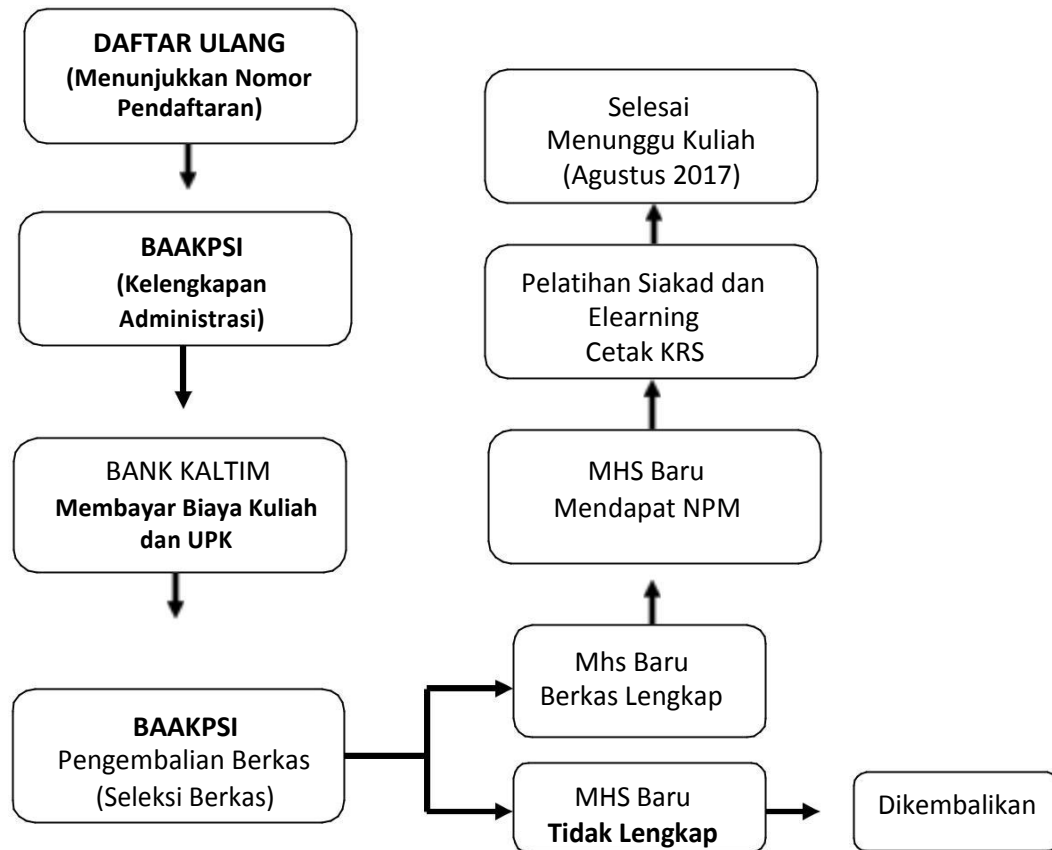 DAFTAR ULANG
(Menunjukkan Nomor
Pendaftaran)
BAAKPSI
(Kelengkapan
Administrasi)
BANK KALTIM
Membayar Biaya Kuliah
dan UPK
BAAKPSI
Pengembalian Berkas
(Seleksi Berkas)
Mhs Baru
Berkas Lengkap
MHS Baru
Tidak Lengkap
Dikembalikan
MHS Baru
Mendapat NPM
Pelatihan Siakad dan
Elearning
Cetak KRS
Selesai
Menunggu Kuliah
(Agustus 2017)